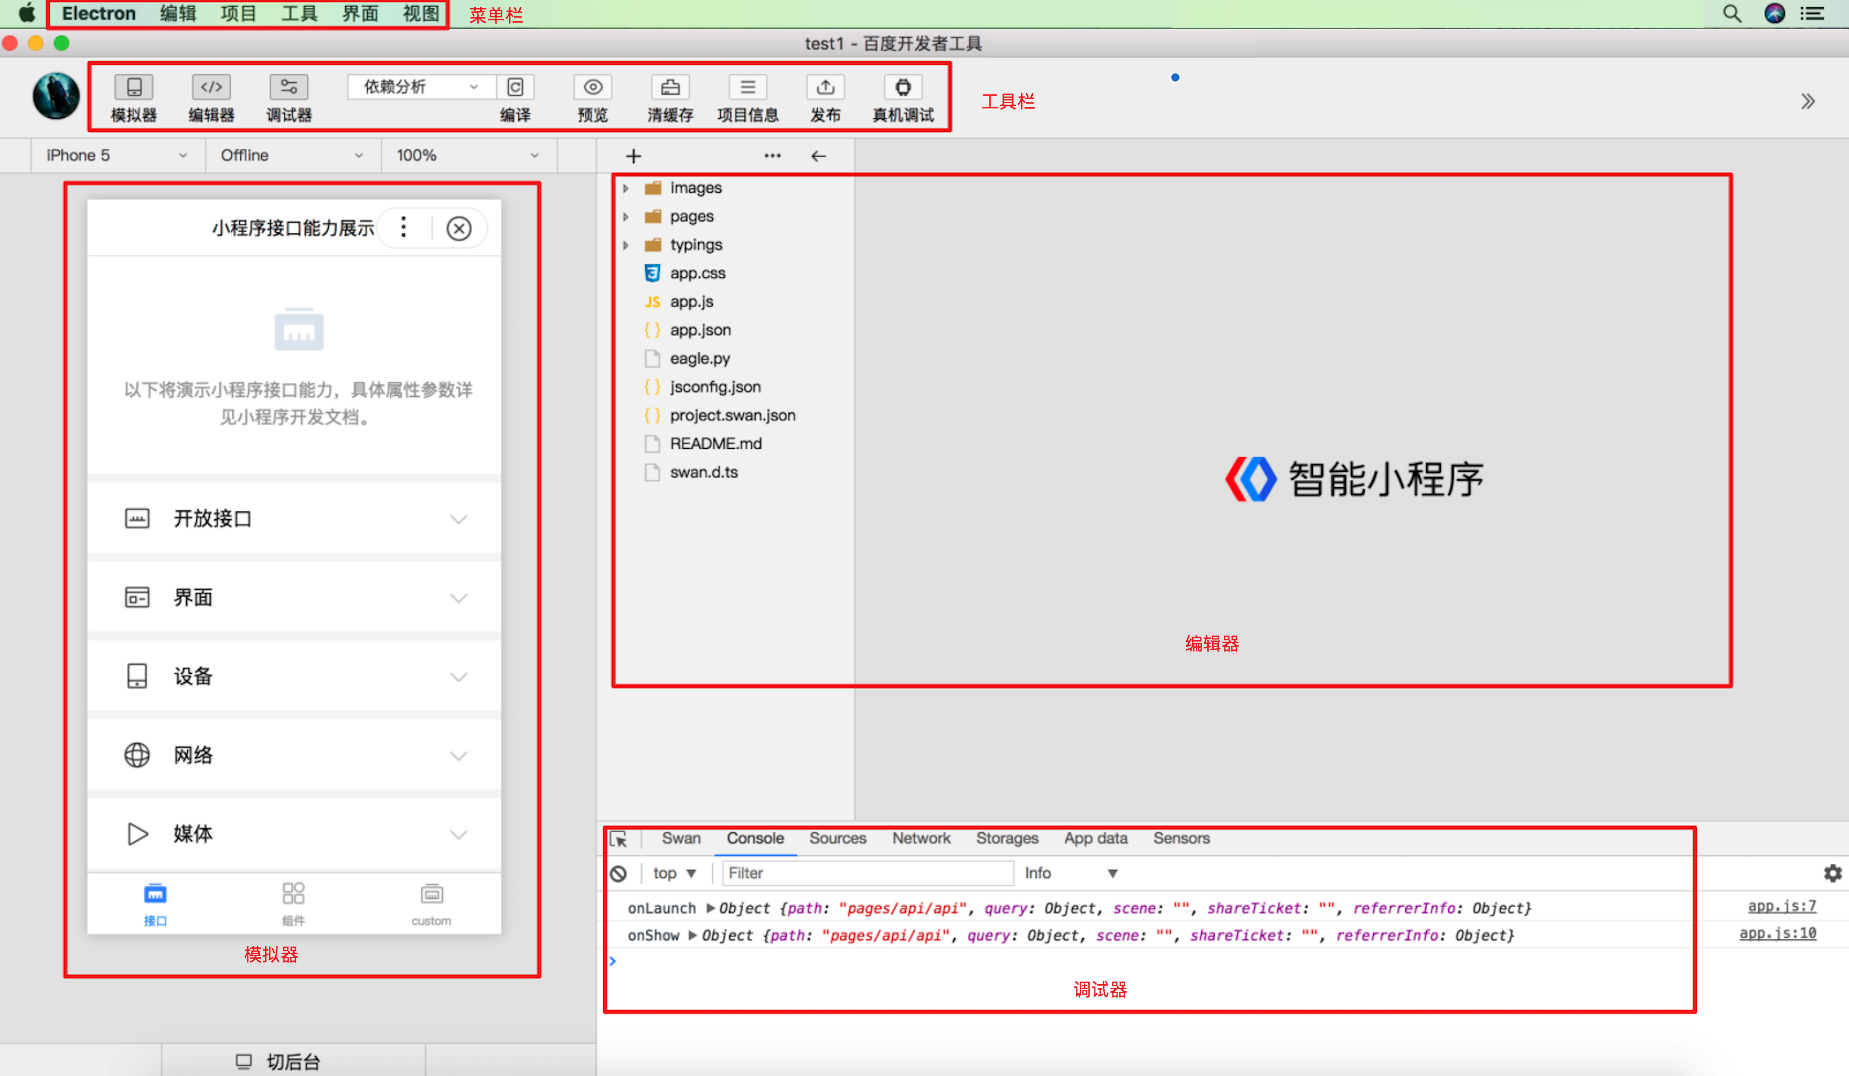 Electron 编辑 项目 工具 界面 视图 菜单栏
test1 - 百度开发者工具
模拟器 编辑器 调试器 依赖分析 编译 预览 清缓存 项目信息 发布 真机调试 工具栏
iPhone 5 Offline 100%
小程序接口能力展示
以下将演示小程序接口能力，具体属性参数详
见小程序开发文档。
开放接口
界面
设备
网络
媒体
接口 组件 custom
模拟器
切后台
images
pages
typings
app.css
JS app.js
{ } app.json
eagle.py
{ } jsconfig.json
{ } project.swan.json
README.md
swan.d.ts
智能小程序
编辑器
Swan Console Sources Network Storages App data Sensors
top Filter Info
onLaunch Object {path: "pages/api/api", query: Object, scene: "", shareTicket: "", referrerInfo: Object} app.js:7
onShow Object {path: "pages/api/api", query: Object, scene: "", shareTicket: "", referrerInfo: Object} app.js:10
调试器